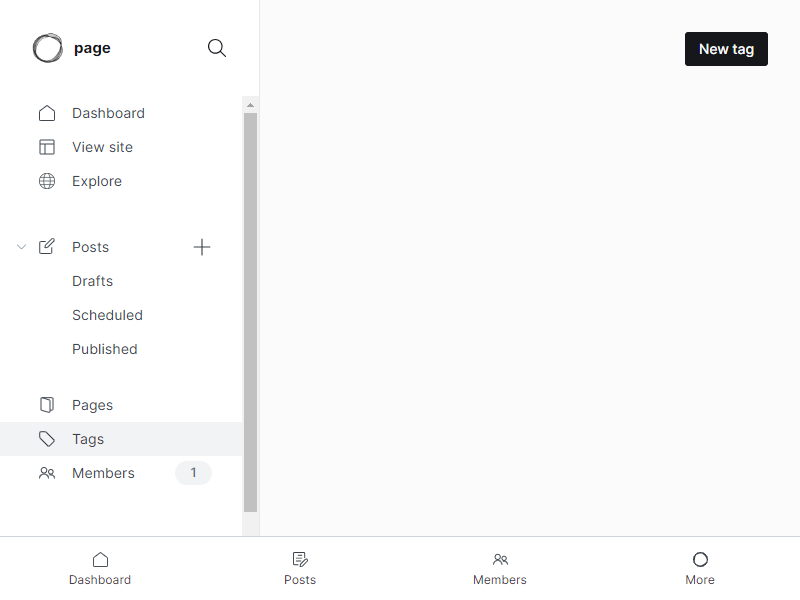 page
New tag
Dashboard
View site
Explore
Posts
Drafts
Scheduled
Published
Pages
Tags
Members 1
Dashboard Posts Members More